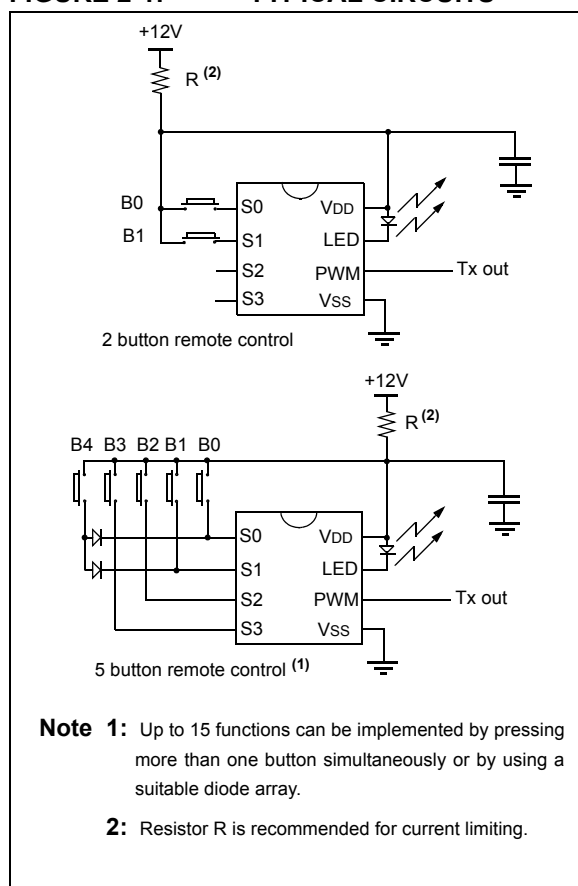 +12V
R (2)
B0
B1
S0
S1
S2
S3
VDD
LED
PWM
VSS
Tx out
2 button remote control
+12V
R (2)
B4 B3 B2 B1 B0
S0
S1
S2
S3
VDD
LED
PWM
VSS
Tx out
5 button remote control (1)
Note 1: Up to 15 functions can be implemented by pressing
more than one button simultaneously or by using a
suitable diode array.
2: Resistor R is recommended for current limiting.